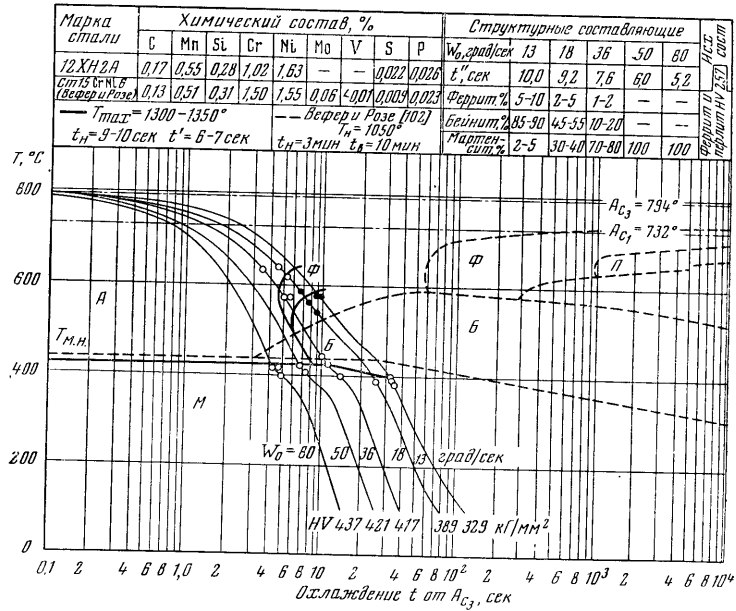 Марка стали Химический состав, % Структурные составляющие
C Mn Si Cr Ni Mo V S P W₀, град/сек 13 18 36 50 80
12ХН2А 0,17 0,55 0,28 1,02 1,63 — — 0,022 0,026 t", сек 10,0 9,2 7,6 6,0 5,2
Ст 15 CrNi 6 (Вефер и Розе) 0,13 0,51 0,31 1,50 1,55 0,06 <0,01 0,009 0,023 Феррит, % 5-10 2-5 1-2 — —
Бейнит, % 85-90 45-55 10-20 — —
Мартенсит, % 2-5 30-40 70-80 100 100
Исх. сост
Феррит и перлит HV 257
Tmax = 1300-1350°
tн = 9-10 сек t' = 6-7 сек
Вефер и Розе [102]
Tн = 1050°
tн = 3 мин tв = 10 мин
T, °C
800
600
400
200
0
Ac₃ = 794°
Ac₁ = 732°
Ф Ф П
А Б Б
Tм.н.
М
W₀ = 80 50 36 18 13 град/сек
HV 437 421 417 389 329 кГ/мм²
0,1 2 4 6 8 1,0 2 4 6 8 10 2 4 6 8 10² 2 4 6 8 10³ 2 4 6 8 10⁴
Охлаждение t от Ac₃, сек